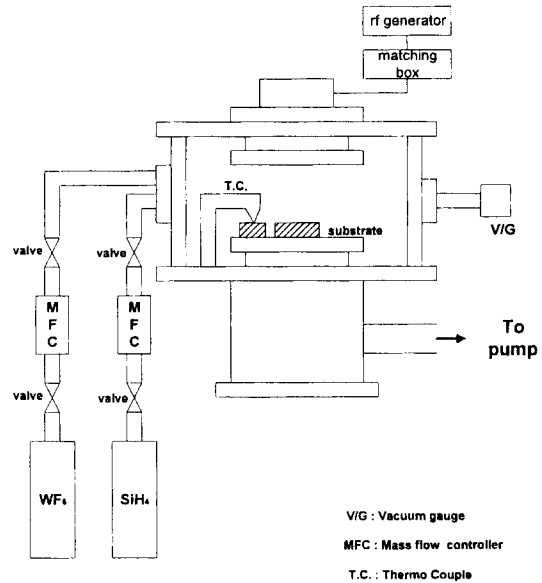 rf generator
matching
box
T.C.
substrate
V/G
valve
valve
M
F
C
M
F
C
To
pump
valve
valve
WF₆
SiH₄
V/G : Vacuum gauge
MFC : Mass flow controller
T.C. : Thermo Couple